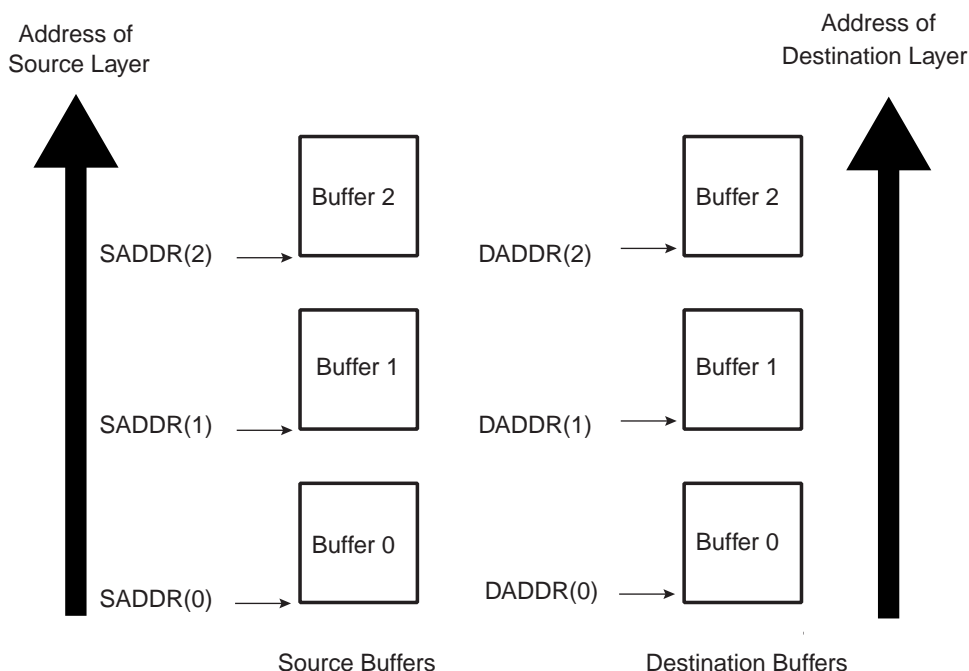 Address of
Source Layer
Address of
Destination Layer
Buffer 2
Buffer 2
SADDR(2)
DADDR(2)
Buffer 1
Buffer 1
SADDR(1)
DADDR(1)
Buffer 0
Buffer 0
SADDR(0)
DADDR(0)
Source Buffers
Destination Buffers